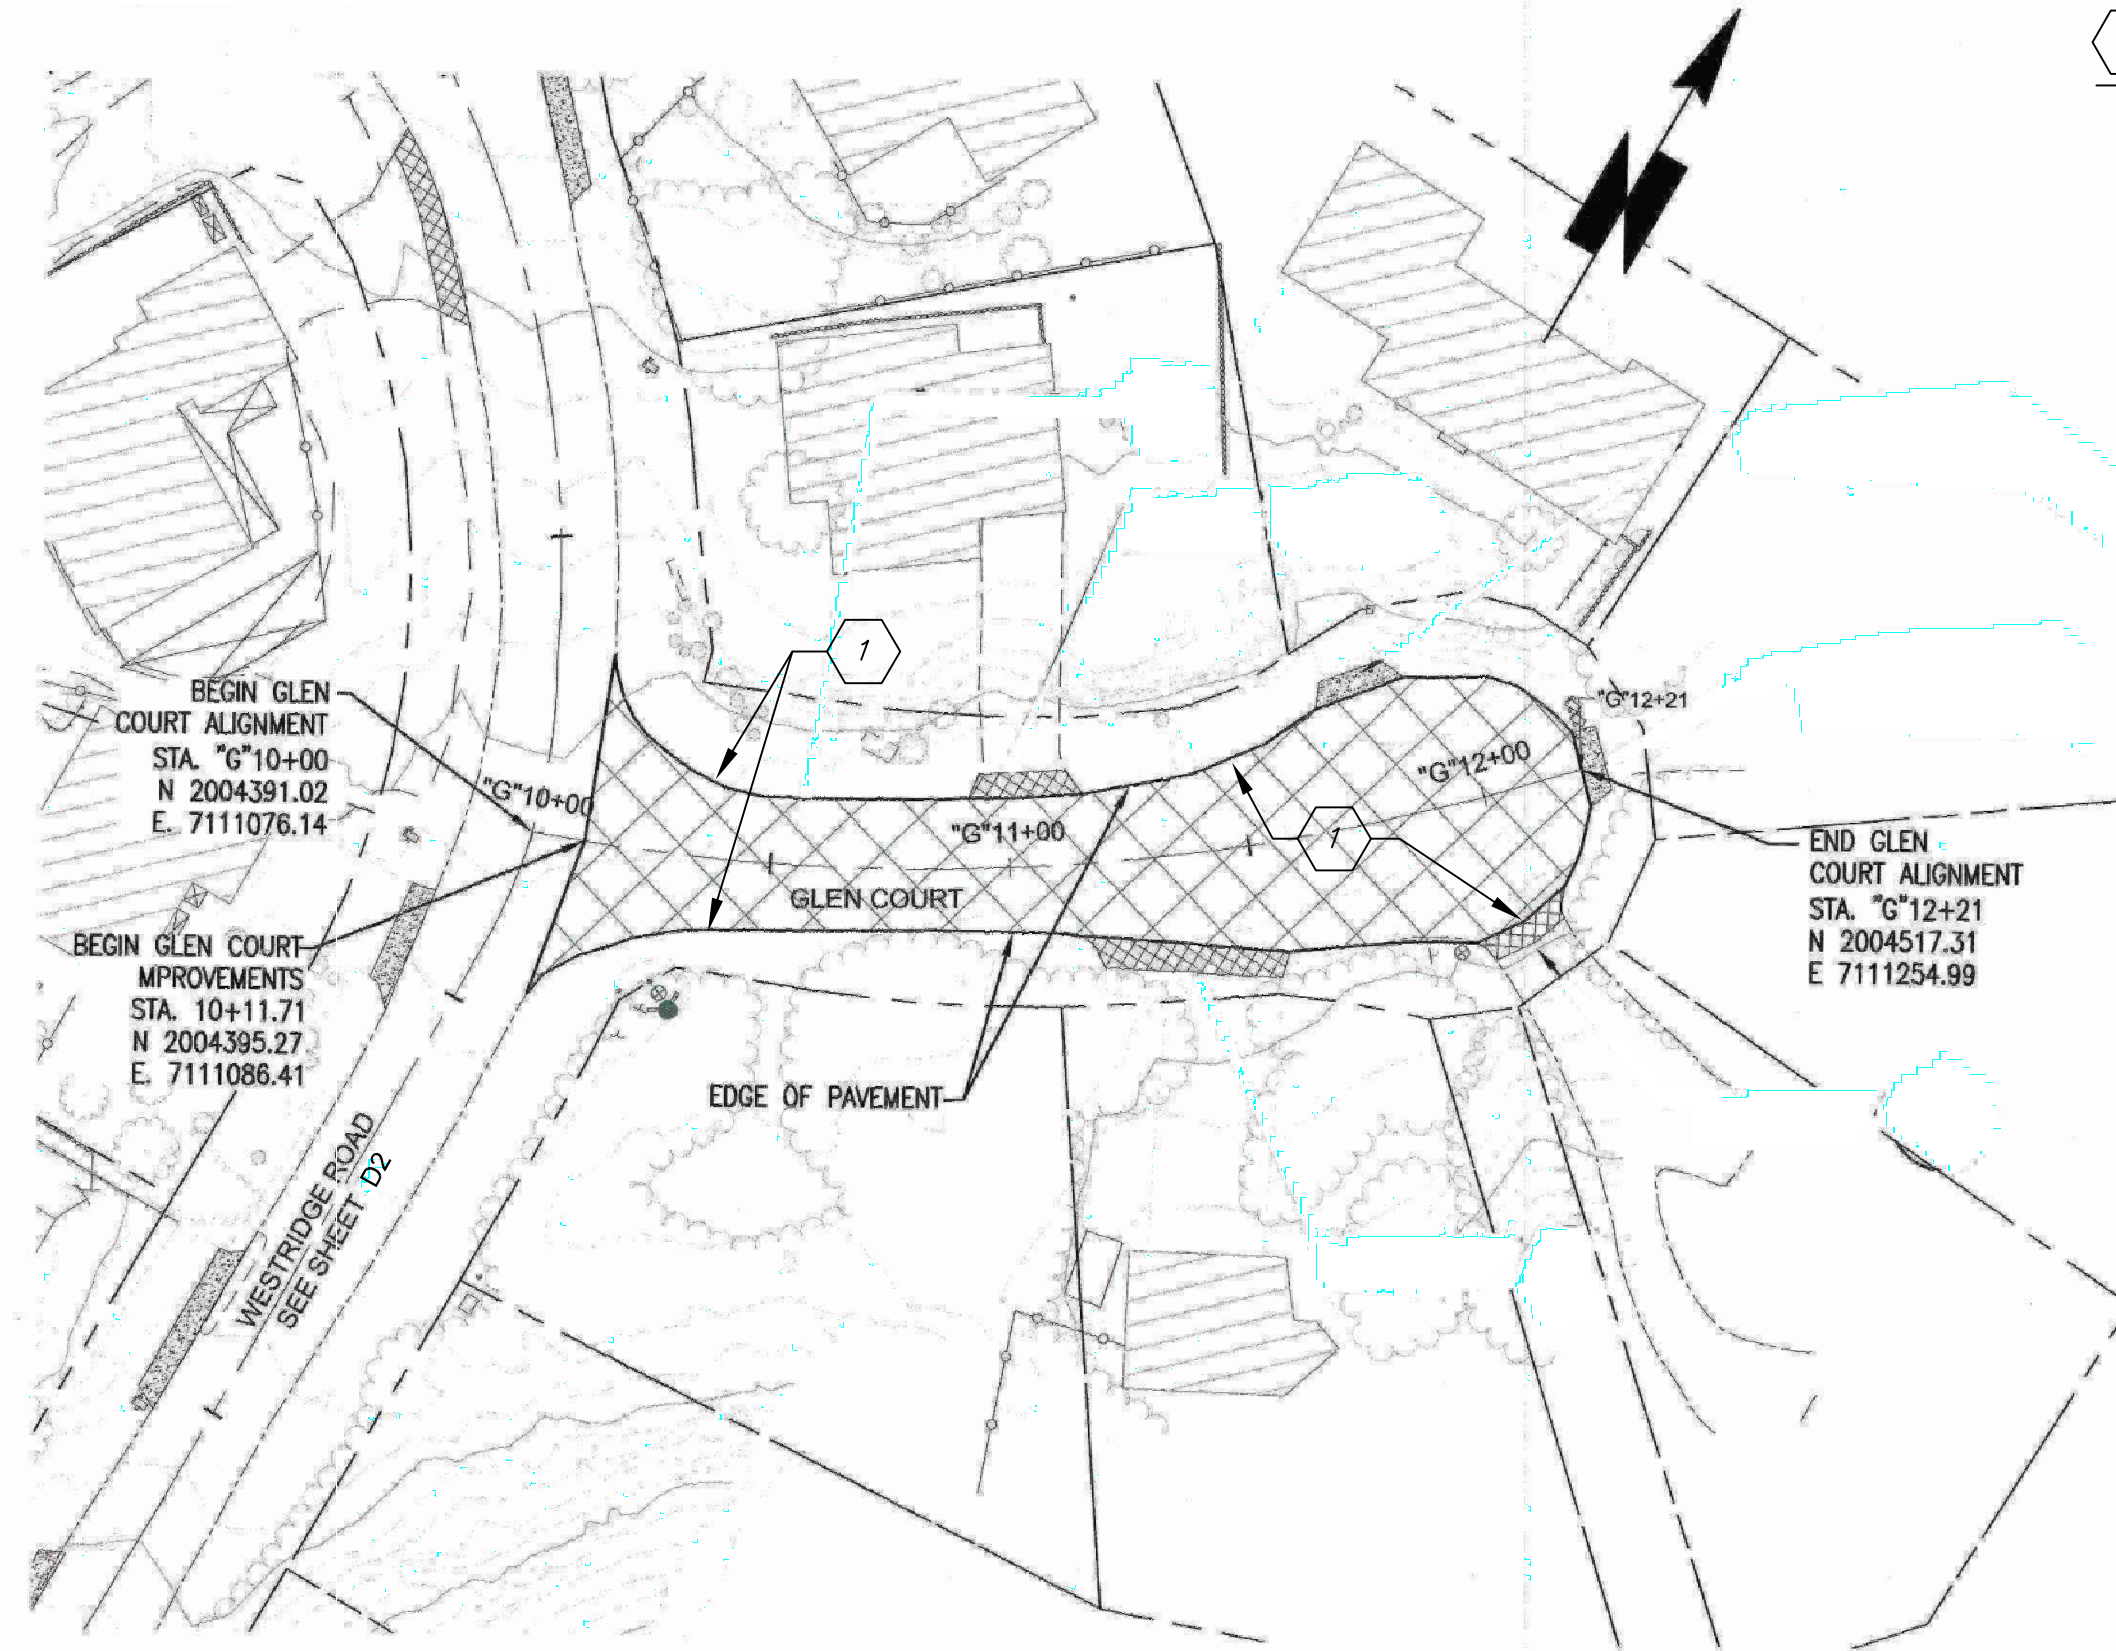 1
"G"12+21
BEGIN GLEN
COURT ALIGNMENT
STA. "G"10+00
N 2004391.02
E. 7111076.14
"G"10+00
"G"11+00
"G"12+00
1
GLEN COURT
END GLEN
COURT ALIGNMENT
STA. "G"12+21
N 2004517.31
E 7111254.99
BEGIN GLEN COURT
MPROVEMENTS
STA. 10+11.71
N 2004395.27
E. 7111086.41
EDGE OF PAVEMENT
WESTRIDGE ROAD
SEE SHEET D2